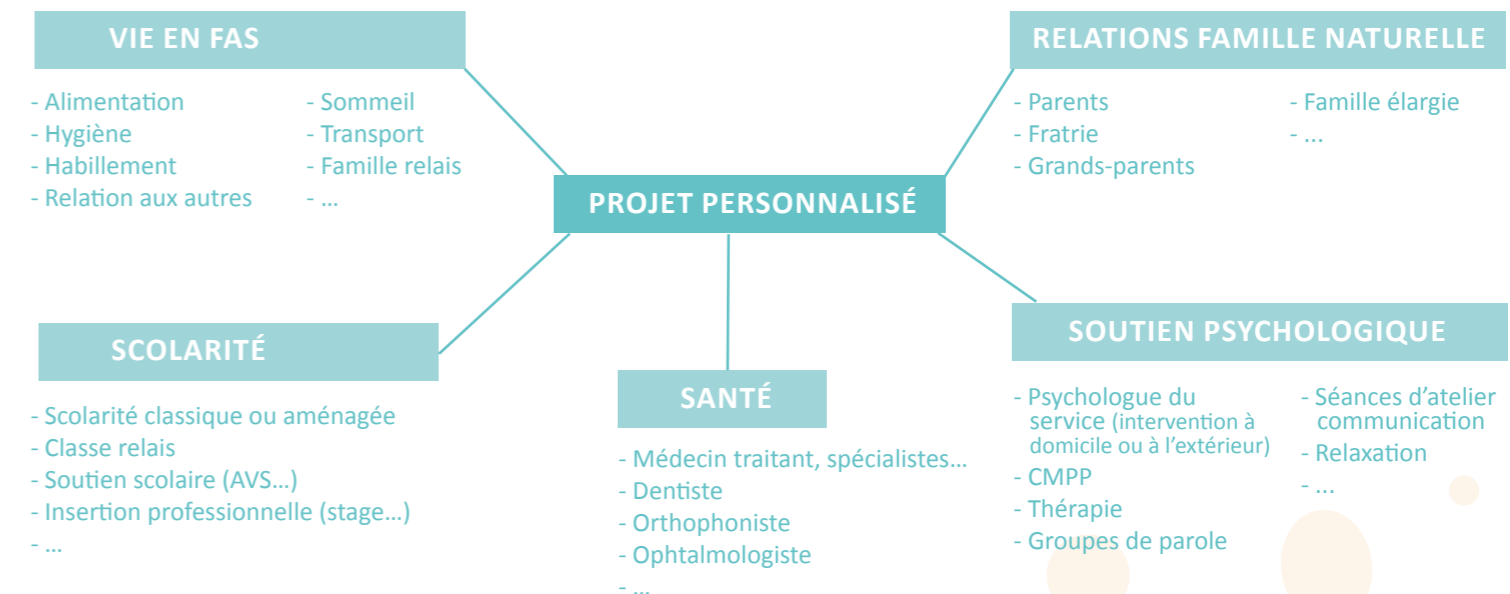 VIE EN FAS
- Alimentation
- Hygiène
- Habillement
- Relation aux autres
- Sommeil
- Transport
- Famille relais
- ...
RELATIONS FAMILLE NATURELLE
- Parents
- Fratrie
- Grands-parents
- Famille élargie
- ...
PROJET PERSONNALISÉ
SCOLARITÉ
- Scolarité classique ou aménagée
- Classe relais
- Soutien scolaire (AVS...)
- Insertion professionnelle (stage...)
- ...
SANTÉ
- Médecin traitant, spécialistes...
- Dentiste
- Orthophoniste
- Ophtalmologiste
- ...
SOUTIEN PSYCHOLOGIQUE
- Psychologue du
service (intervention à
domicile ou à l'extérieur)
- CMPP
- Thérapie
- Groupes de parole
- Séances d'atelier
communication
- Relaxation
- ...